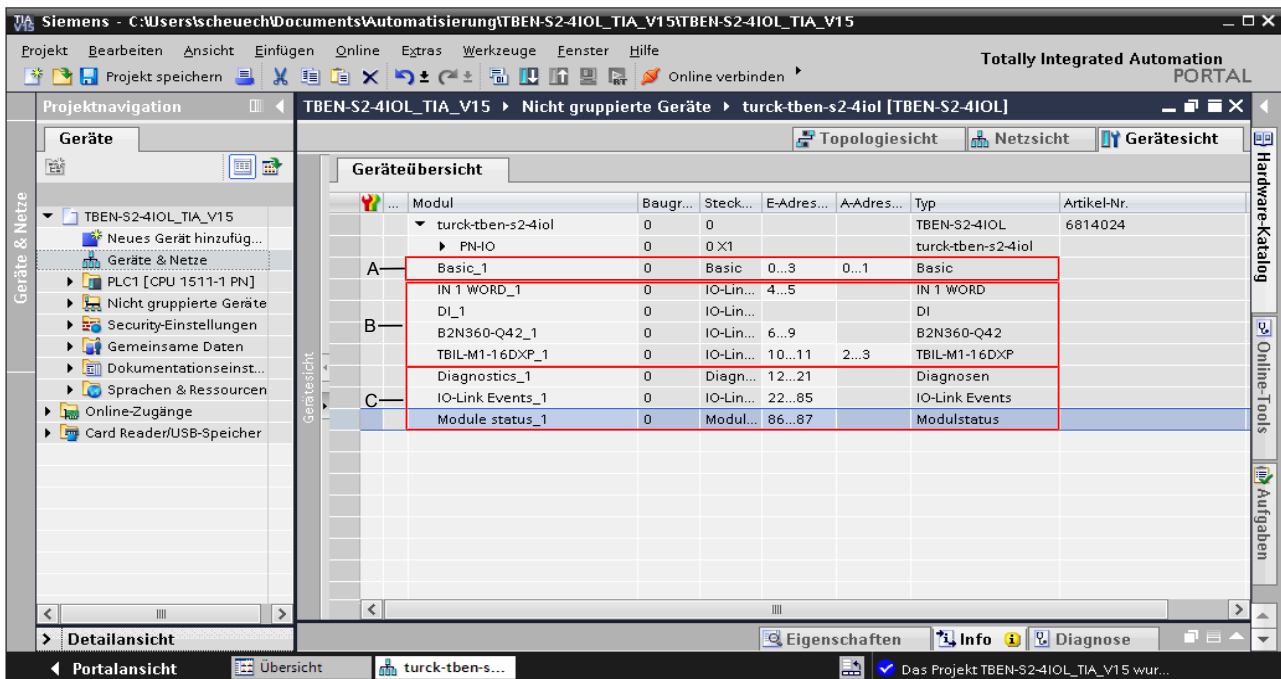 Siemens - C:\Users\scheuech\Documents\Automatisierung\TBEN-S2-4IOL_TIA_V15\TBEN-S2-4IOL_TIA_V15
Projekt Bearbeiten Ansicht Einfügen Online Extras Werkzeuge Fenster Hilfe
Totally Integrated Automation
PORTAL
Projekt speichern Online verbinden
Projektnavigation
TBEN-S2-4IOL_TIA_V15 ▸ Nicht gruppierte Geräte ▸ turck-tben-s2-4iol [TBEN-S2-4IOL]
Geräte
Topologiesicht Netzsicht Gerätesicht
Geräteübersicht
... Modul Baugr... Steck... E-Adres... A-Adres... Typ Artikel-Nr.
turck-tben-s2-4iol 0 0 TBEN-S2-4IOL 6814024
PN-IO 0 0 X1 turck-tben-s2-4iol
A Basic_1 0 Basic 0...3 0...1 Basic
IN 1 WORD_1 0 IO-Lin... 4...5 IN 1 WORD
DI_1 0 IO-Lin... DI
B B2N360-Q42_1 0 IO-Lin... 6...9 B2N360-Q42
TBIL-M1-16DXP_1 0 IO-Lin... 10...11 2...3 TBIL-M1-16DXP
Diagnostics_1 0 Diagn... 12...21 Diagnosen
C IO-Link Events_1 0 IO-Lin... 22...85 IO-Link Events
Module status_1 0 Modul... 86...87 Modulstatus
TBEN-S2-4IOL_TIA_V15
Neues Gerät hinzufüg...
Geräte & Netze
PLC1 [CPU 1511-1 PN]
Nicht gruppierte Geräte
Security-Einstellungen
Gemeinsame Daten
Dokumentationseinst...
Sprachen & Ressourcen
Online-Zugänge
Card Reader/USB-Speicher
Geräte & Netze
Gerätesicht
Hardware-Katalog
Online-Tools
Aufgaben
Detailansicht
Eigenschaften Info Diagnose
Portalansicht Übersicht turck-tben-s... Das Projekt TBEN-S2-4IOL_TIA_V15 wur...